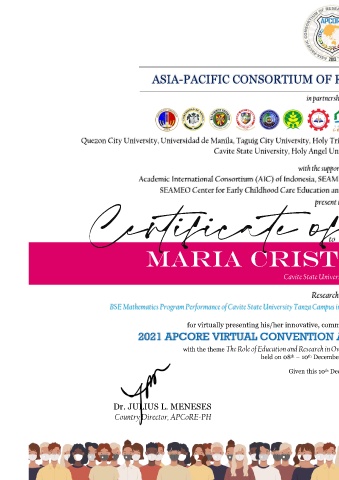 APCOR
ASIA-PACIFIC CONSORTIUM OF
in partnersh
Quezon City University, Universidad de Manila, Taguig City University, Holy Tri
Cavite State University, Holy Angel Un
with the suppor
Academic International Consortium (AIC) of Indonesia, SEAM
SEAMEO Center for Early Childhood Care Education an
present
Certificate of
to
MARIA CRIST
Cavite State Univers
Research
BSE Mathematics Program Performance of Cavite State University Tanza Campus in
for virtually presenting his/her innovative, comm
2021 APCORE VIRTUAL CONVENTION A
with the theme The Role of Education and Research in Ov
held on 08th – 10th December
Given this 10th Dec
Dr. JULIUS L. MENESES
Country Director, APCoRE-PH